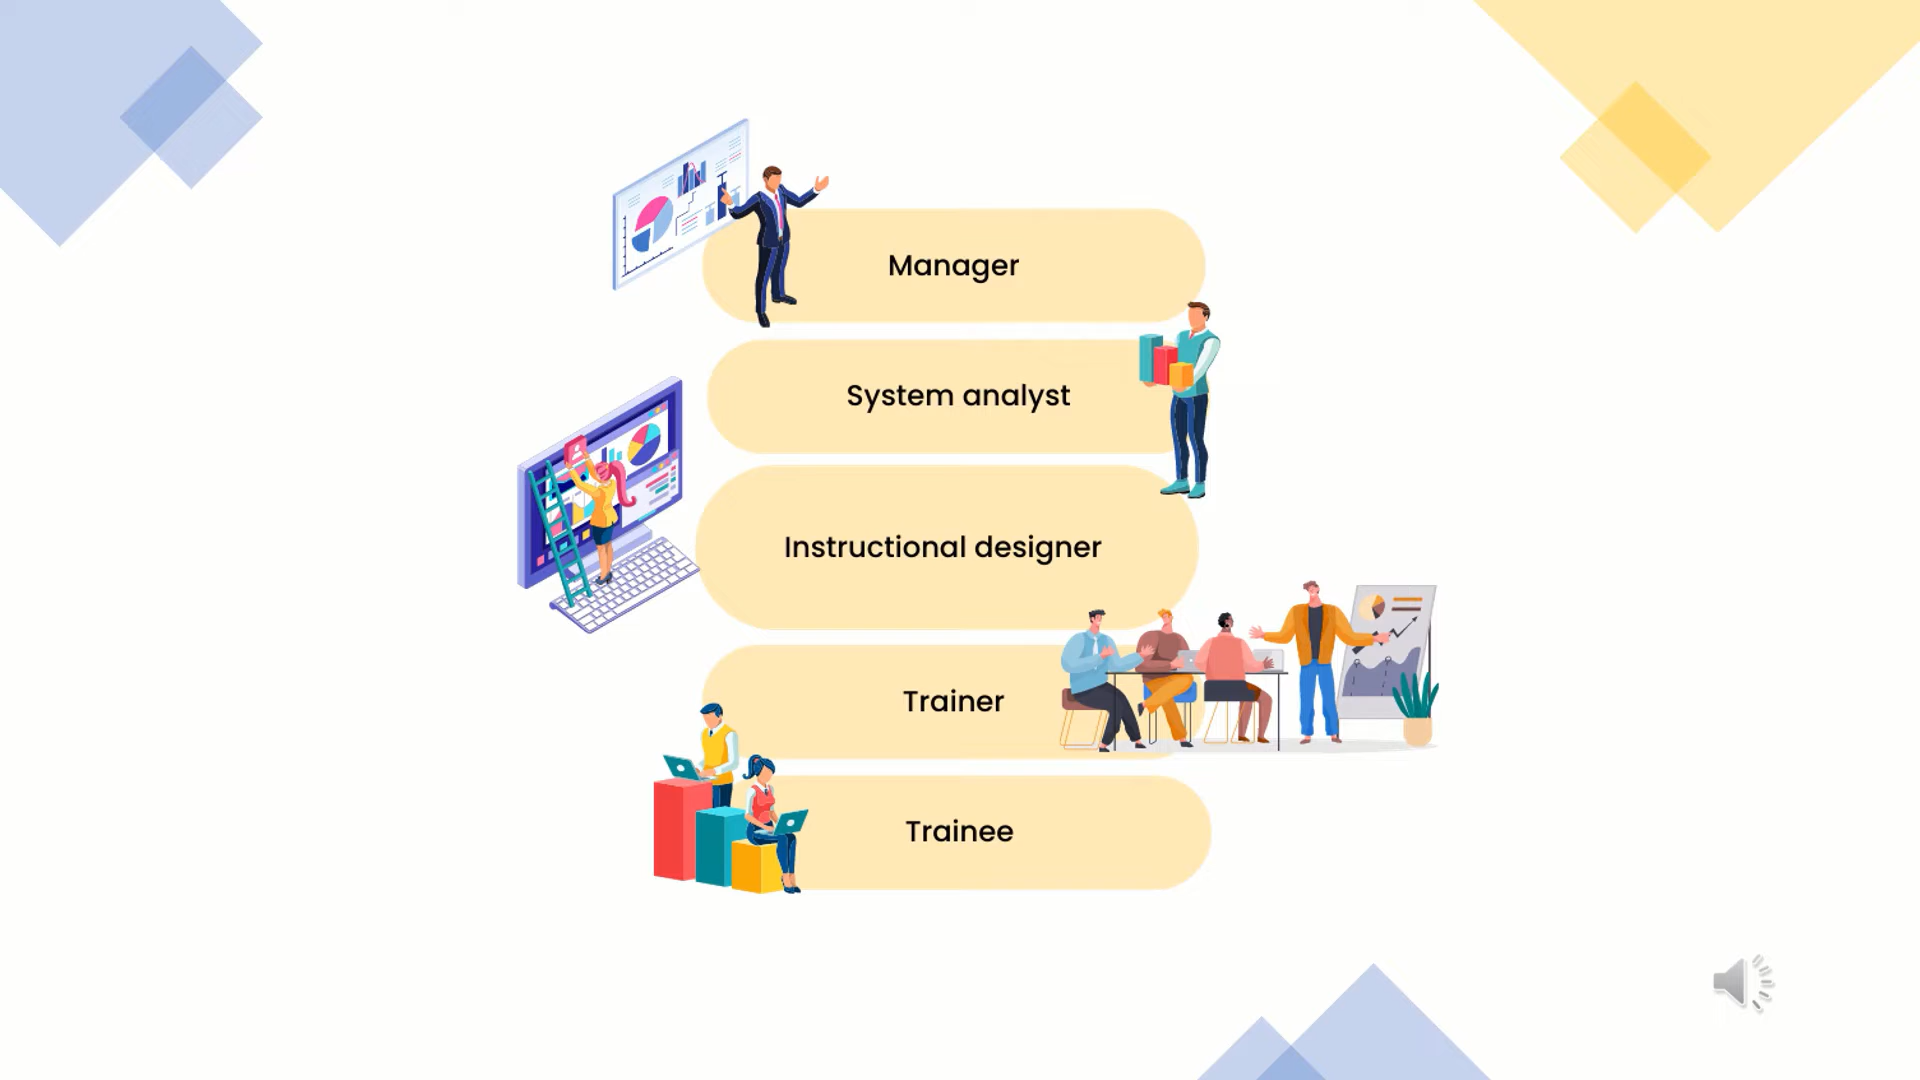 Manager
System analyst
Instructional designer
Trainer
Trainee